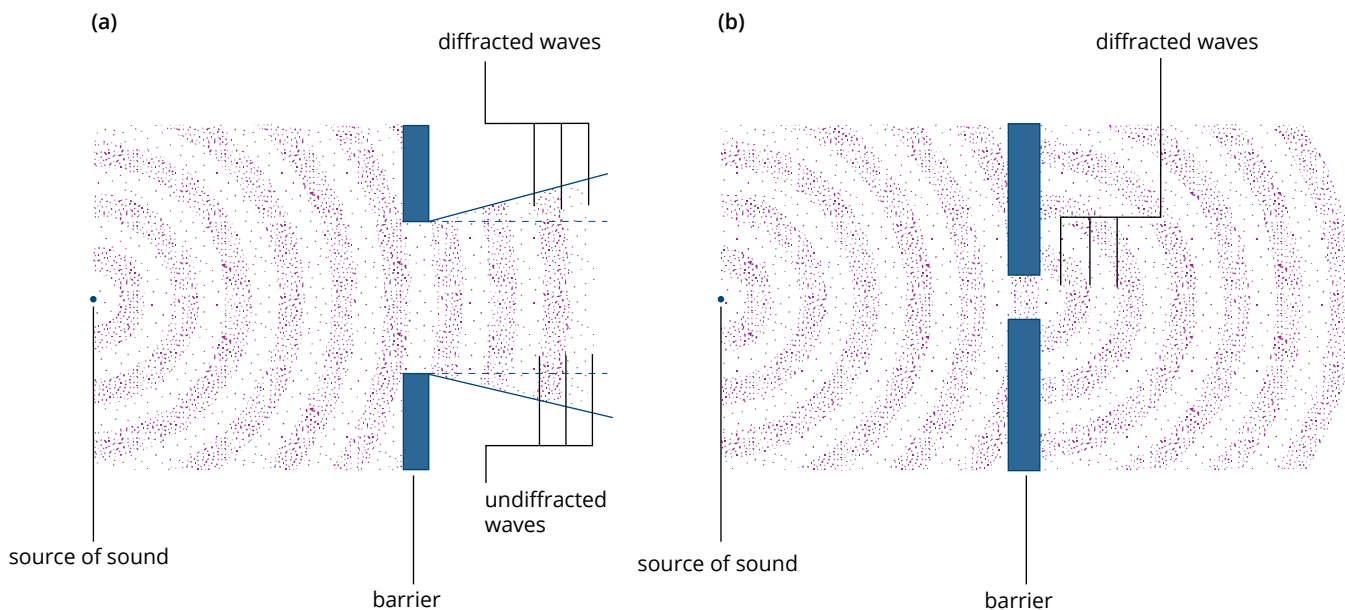 (a)
diffracted waves
undiffracted
waves
source of sound
barrier
(b)
diffracted waves
source of sound
barrier